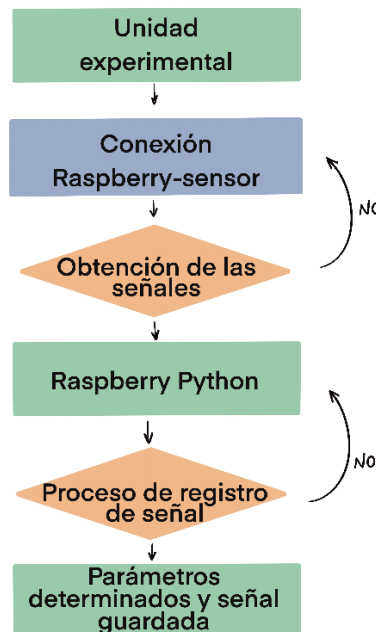 Unidad
experimental
Conexión
Raspberry-sensor
NO
Obtención de las
señales
Raspberry Python
NO
Proceso de registro
de señal
Parámetros
determinados y señal
guardada